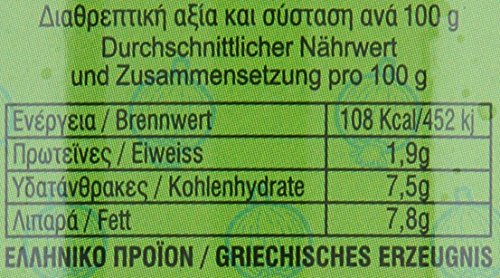 Διαθρεπτική αξία και σύσταση ανά 100 g
Durchschnittlicher Nährwert
und Zusammensetzung pro 100 g
Ενέργεια / Brennwert 108 Kcal/452 kj
Πρωτεΐνες / Eiweiss 1,9g
Υδατάνθρακες / Kohlenhydrate 7,5g
Λιπαρά / Fett 7,8g
ΕΛΛΗΝΙΚΟ ΠΡΟΪΟΝ / GRIECHISCHES ERZEUGNIS